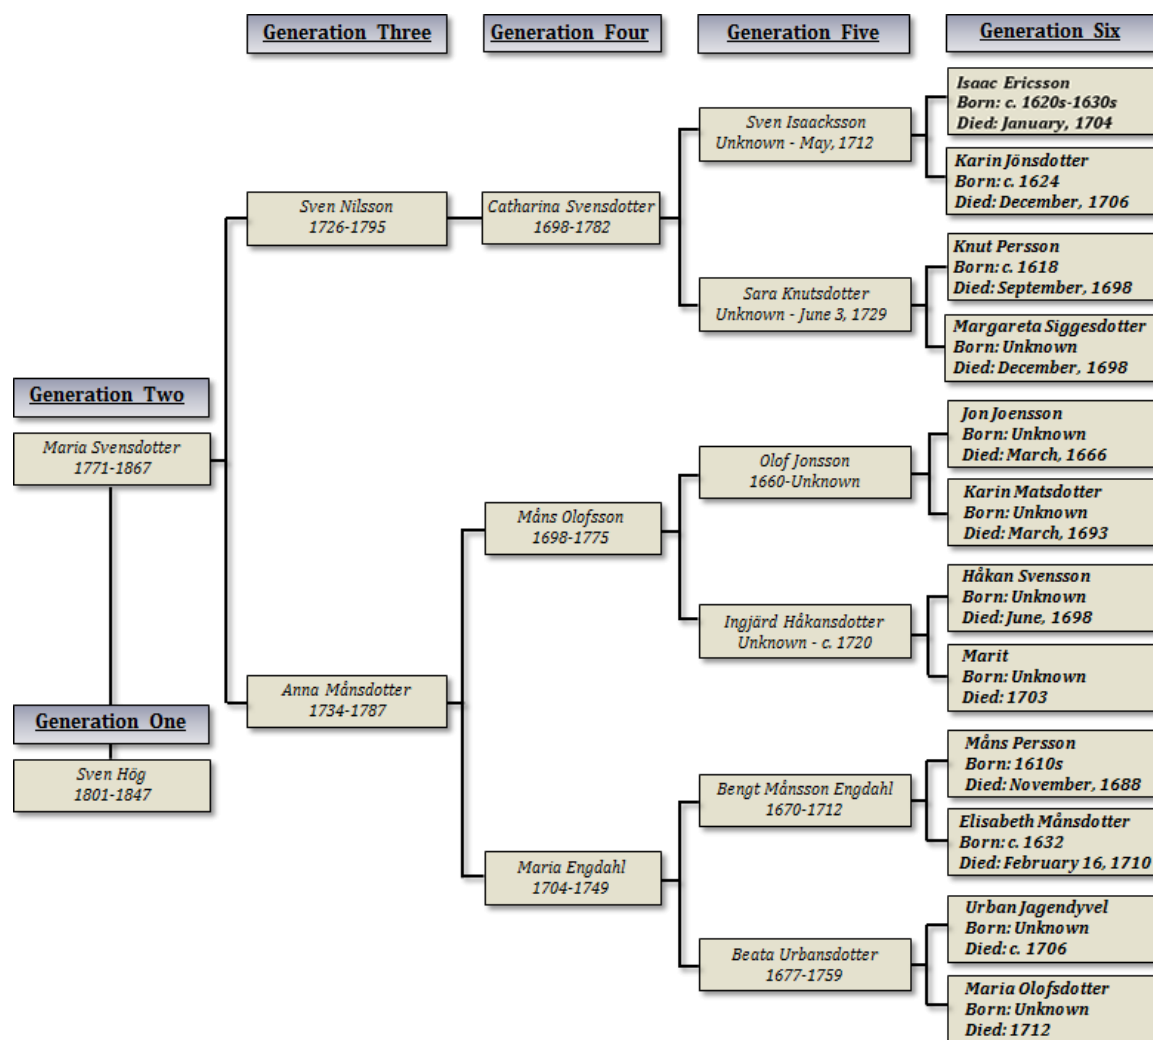 Generation Three
Generation Four
Generation Five
Generation Six
Isaac Ericsson
Born: c. 1620s-1630s
Died: January, 1704
Sven Isaacksson
Unknown - May, 1712
Karin Jönsdotter
Born: c. 1624
Died: December, 1706
Sven Nilsson
1726-1795
Catharina Svensdotter
1698-1782
Knut Persson
Born: c. 1618
Died: September, 1698
Sara Knutsdotter
Unknown - June 3, 1729
Margareta Siggesdotter
Born: Unknown
Died: December, 1698
Generation Two
Maria Svensdotter
1771-1867
Jon Joensson
Born: Unknown
Died: March, 1666
Olof Jonsson
1660-Unknown
Karin Matsdotter
Born: Unknown
Died: March, 1693
Måns Olofsson
1698-1775
Håkan Svensson
Born: Unknown
Died: June, 1698
Ingjärd Håkansdotter
Unknown - c. 1720
Marit
Born: Unknown
Died: 1703
Anna Månsdotter
1734-1787
Generation One
Sven Hög
1801-1847
Måns Persson
Born: 1610s
Died: November, 1688
Bengt Månsson Engdahl
1670-1712
Elisabeth Månsdotter
Born: c. 1632
Died: February 16, 1710
Maria Engdahl
1704-1749
Urban Jagendyvel
Born: Unknown
Died: c. 1706
Beata Urbansdotter
1677-1759
Maria Olofsdotter
Born: Unknown
Died: 1712